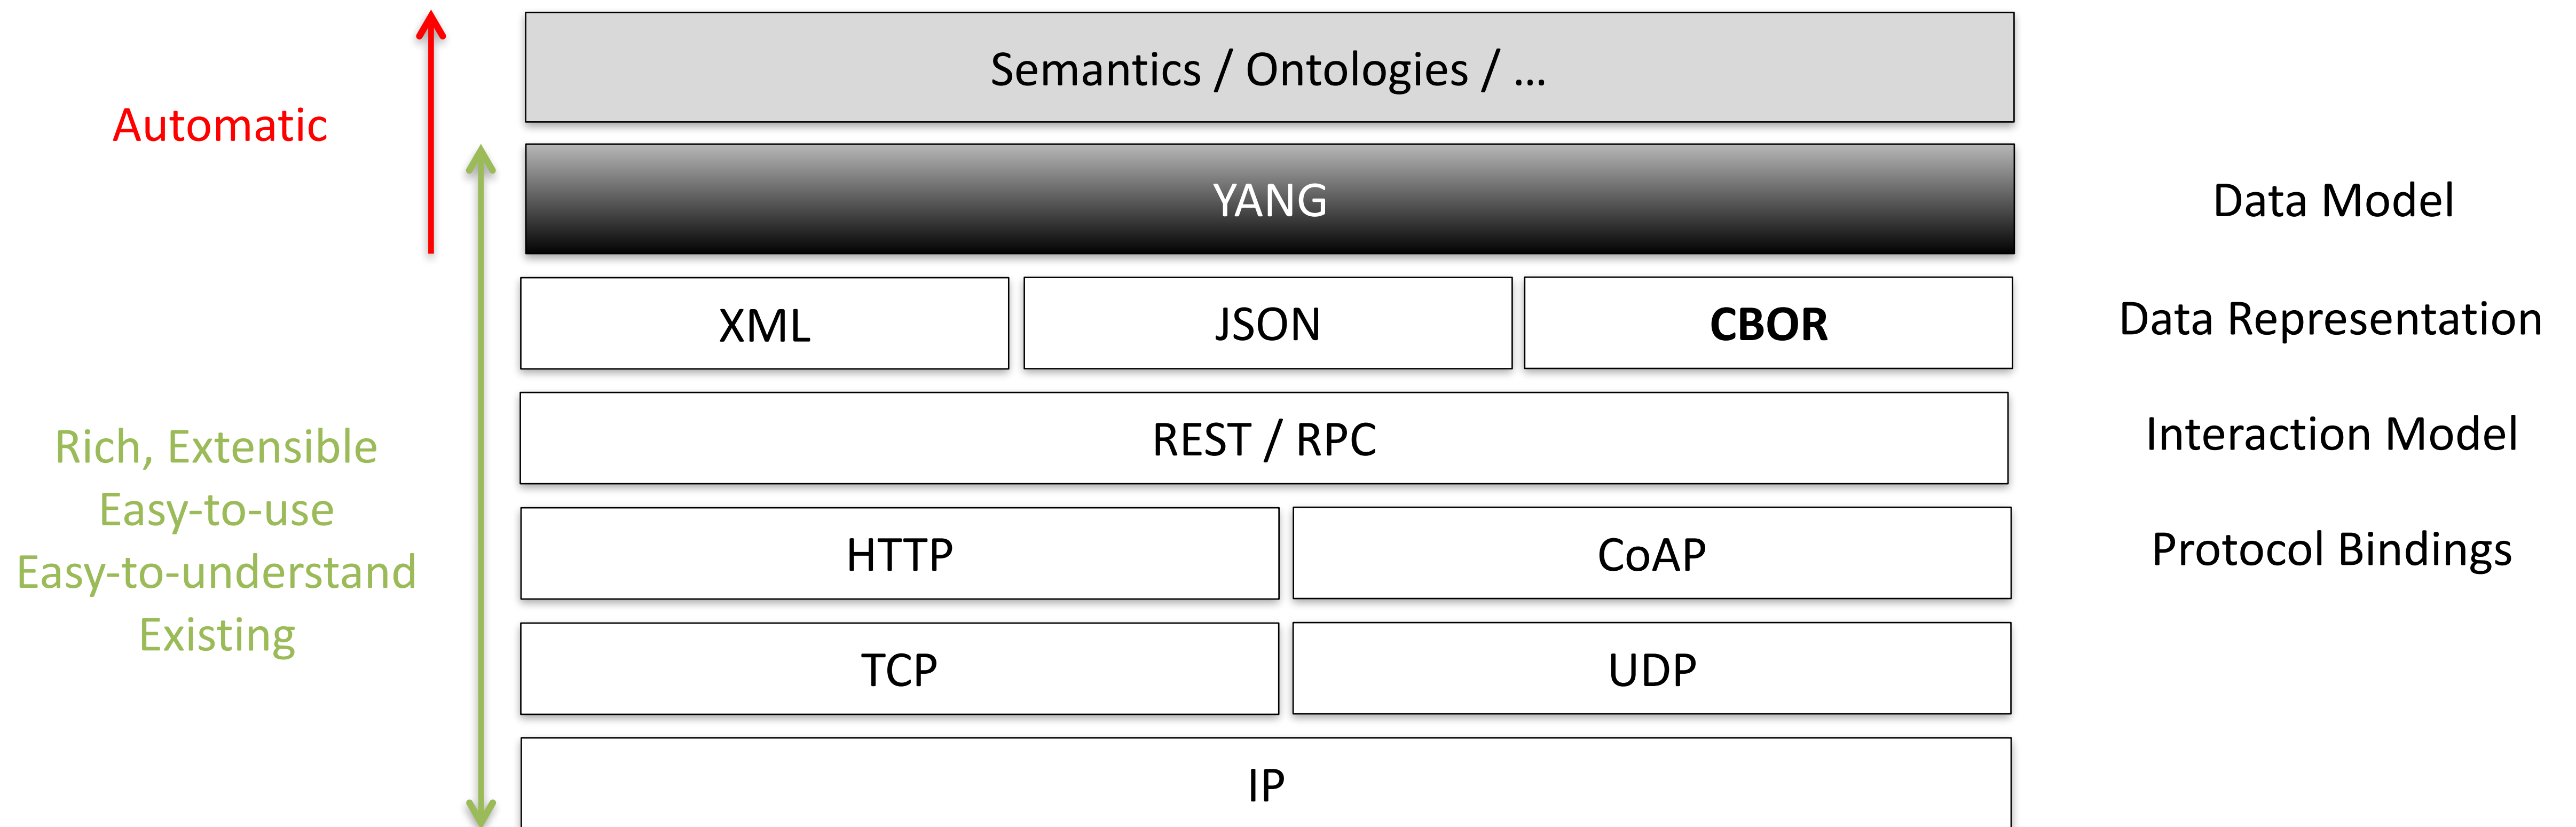 Semantics / Ontologies / …
Automatic
YANG
Data Model
XML
JSON
CBOR
Data Representation
REST / RPC
Interaction Model
Rich, Extensible
Easy-to-use
Easy-to-understand
Existing
HTTP
CoAP
Protocol Bindings
TCP
UDP
IP